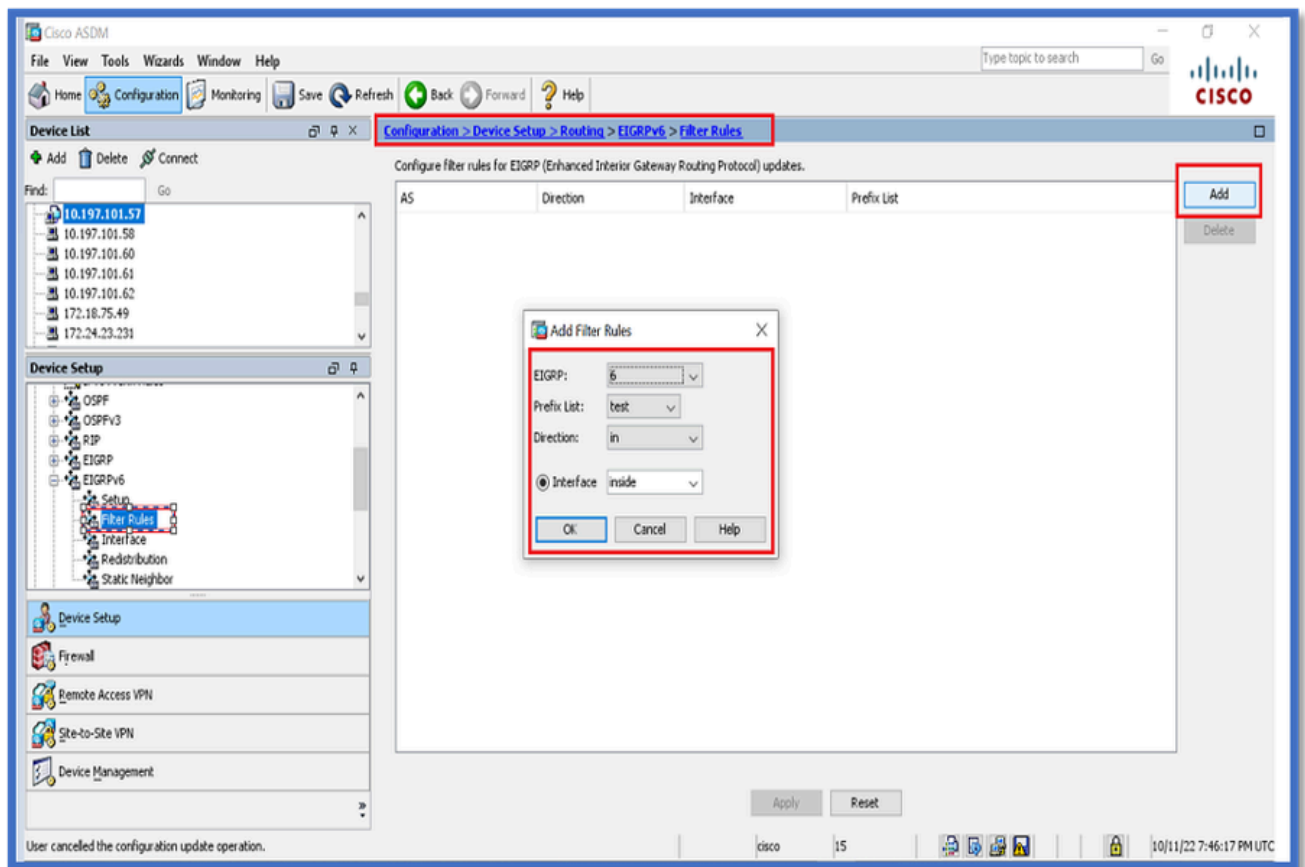 Cisco ASDM
File View Tools Wizards Window Help
Type topic to search Go
Home Configuration Monitoring Save Refresh Back Forward Help
CISCO
Device List
Configuration > Device Setup > Routing > EIGRPv6 > Filter Rules
Add Delete Connect
Configure filter rules for EIGRP (Enhanced Interior Gateway Routing Protocol) updates.
Find: Go
AS Direction Interface Prefix List
Add
Delete
10.197.101.57
10.197.101.58
10.197.101.60
10.197.101.61
10.197.101.62
172.18.75.49
172.24.23.231
Add Filter Rules
EIGRP: 6
Prefix List: test
Direction: in
Interface inside
OK Cancel Help
Device Setup
OSPF
OSPFv3
RIP
EIGRP
EIGRPv6
Setup
Filter Rules
Interface
Redistribution
Static Neighbor
Device Setup
Firewall
Remote Access VPN
Site-to-Site VPN
Device Management
Apply Reset
User cancelled the configuration update operation.
cisco 15 10/11/22 7:46:17 PM UTC